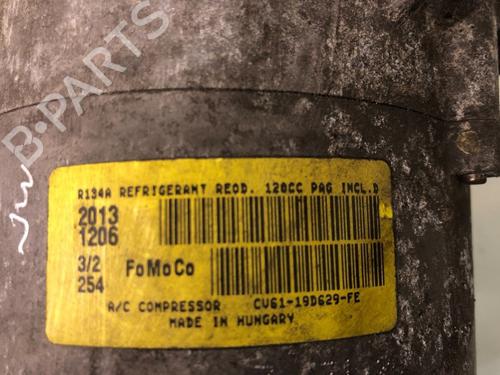 B-PARTS
R134A REFRIGERANT REQD. 120CC PAG INCL.D
2013
1206
3/2 FoMoCo
254
A/C COMPRESSOR CV61-19D629-FE
MADE IN HUNGARY